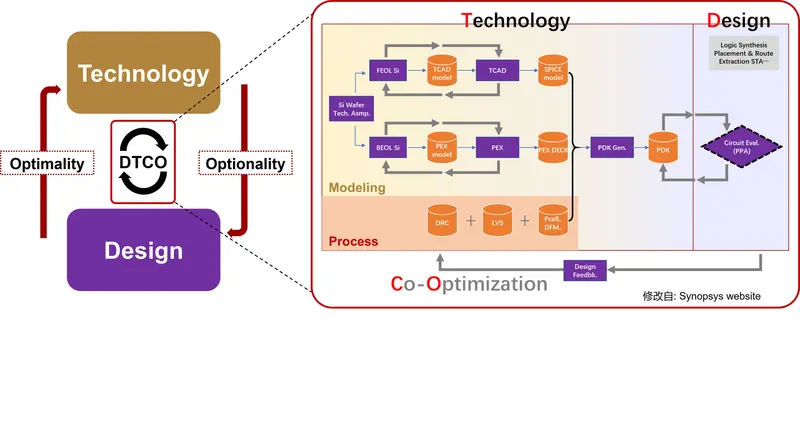 Technology
Optimality
DTCO
Optionality
Design
Technology
Design
FEOL Si
TCAD
model
TCAD
SPICE
model
Si Wafer
Tech. Asmp.
BEOL Si
PEX
model
PEX
PEX DECK
PDK Gen.
PDK
Logic Synthesis
Placement & Route
Extraction STA…
Circuit Eval.
(PPA)
Modeling
DRC
+
LVS
+
Pcell.
DFM..
Process
Design
Feedbk.
Co-Optimization
修改自: Synopsys website